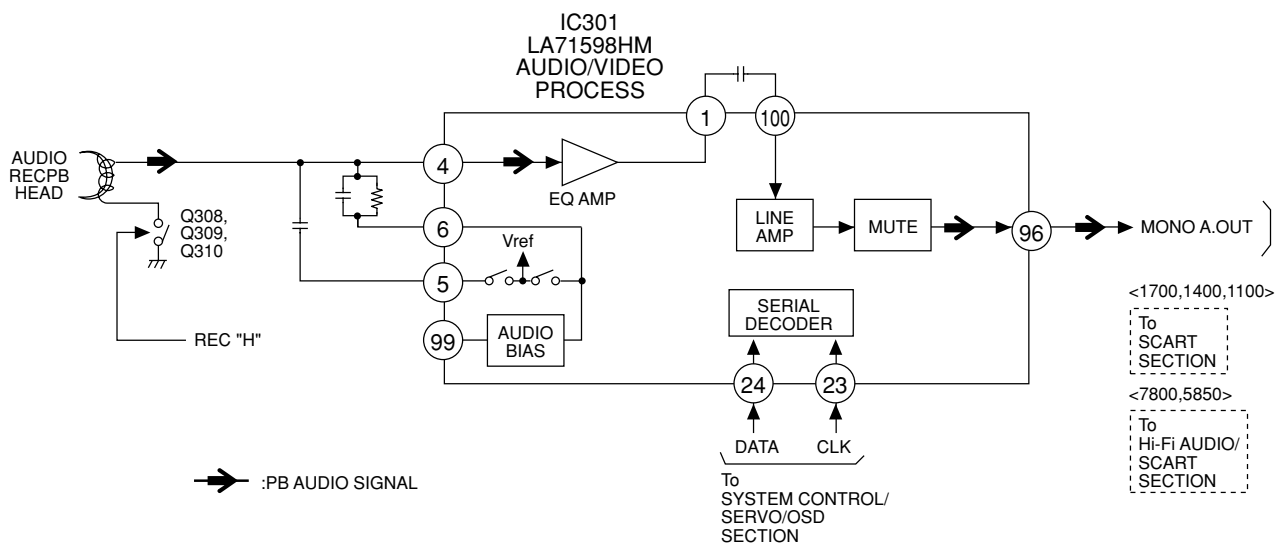 IC301
LA71598HM
AUDIO/VIDEO
PROCESS
1
100
AUDIO
RECPB
HEAD
4
EQ AMP
Q308,
Q309,
Q310
6
Vref
LINE
AMP
MUTE
96
MONO A.OUT
5
REC "H"
99
AUDIO
BIAS
SERIAL
DECODER
24
23
DATA
CLK
To
SYSTEM CONTROL/
SERVO/OSD
SECTION
<1700,1400,1100>
To
SCART
SECTION
<7800,5850>
To
Hi-Fi AUDIO/
SCART
SECTION
:PB AUDIO SIGNAL